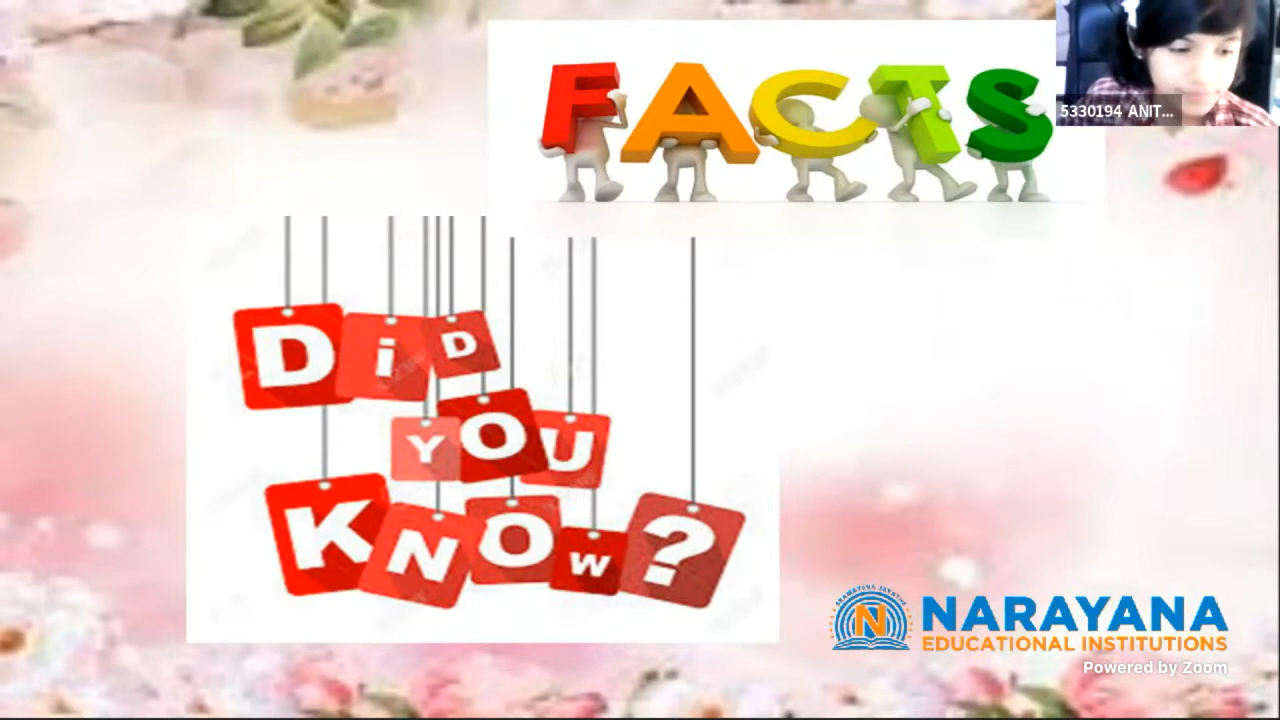 FACTS
5330194 ANIT...
DiD
YOU
KNOw?
NARAYANA
EDUCATIONAL INSTITUTIONS
Powered by Zoom